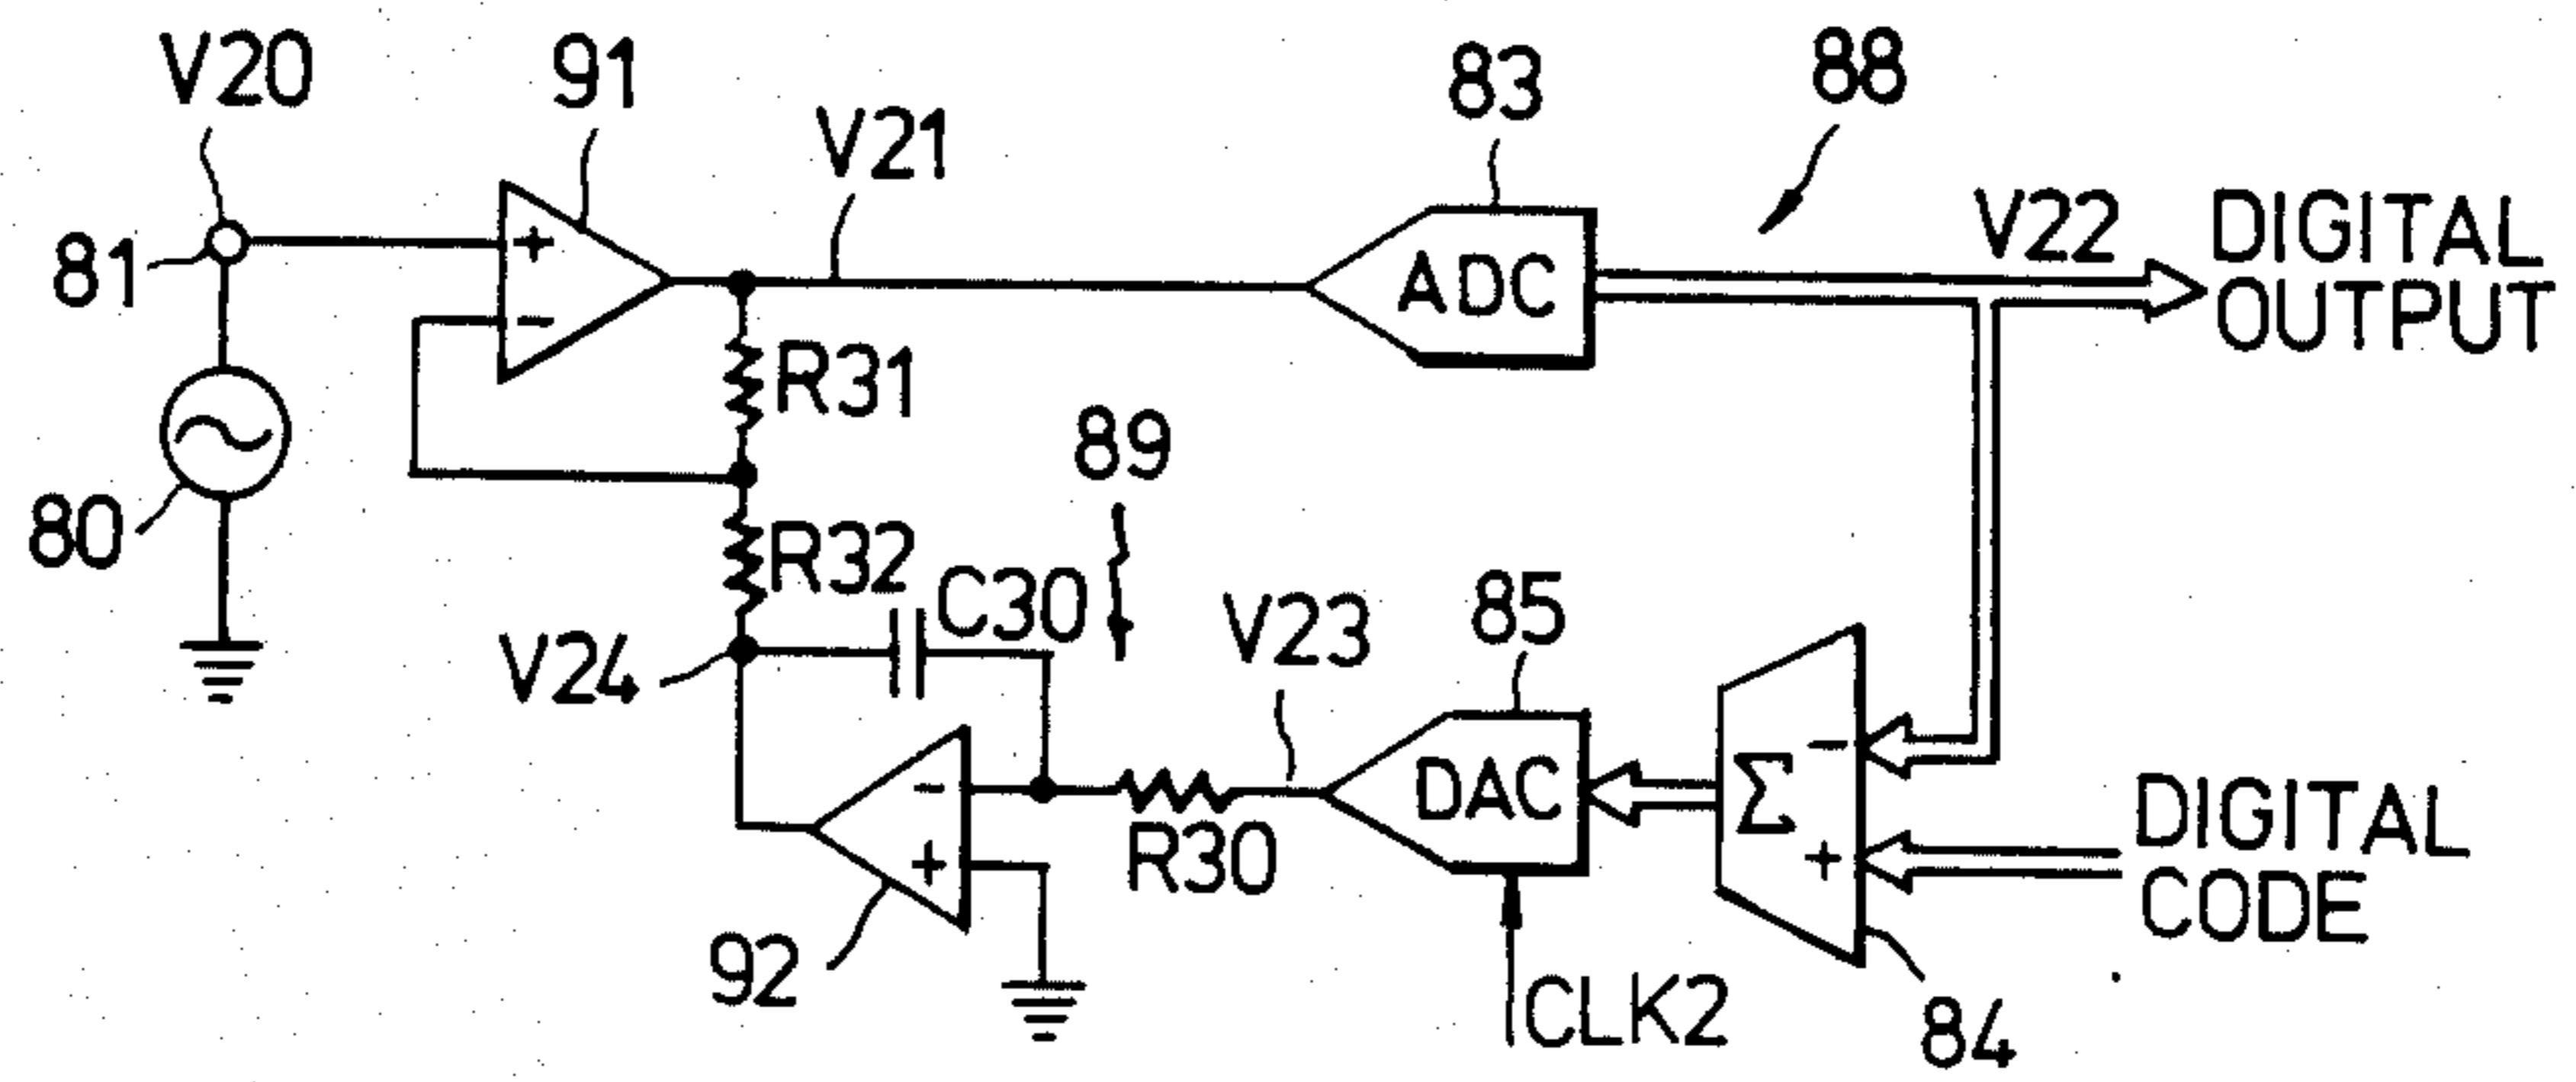 V20
91
V21
83
88
81
+
-
ADC
V22
DIGITAL
OUTPUT
R31
89
80
R32
C30
V24
V23
85
-
+
92
R30
DAC
Σ
-
+
DIGITAL
CODE
CLK2
84